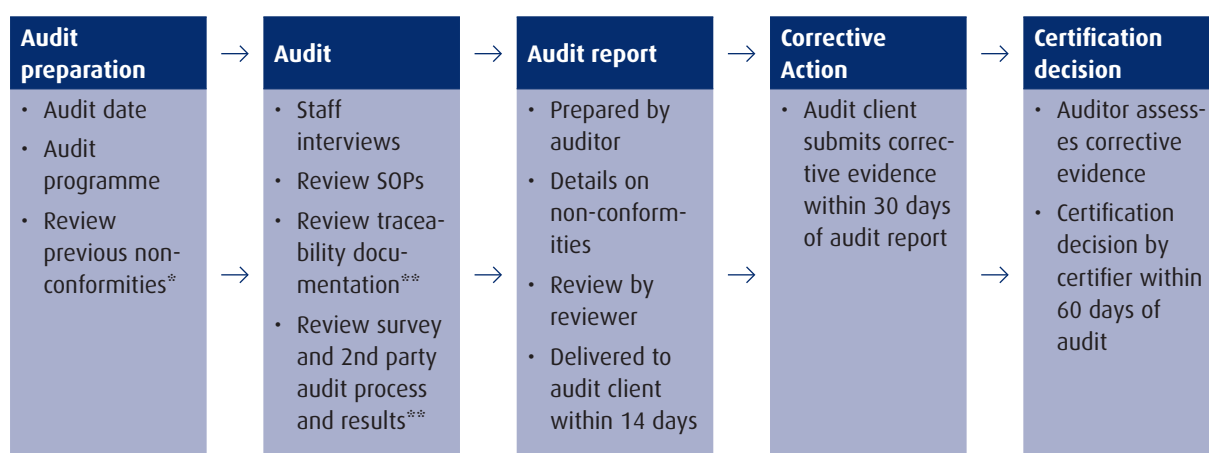 Audit
preparation
• Audit date
• Audit
programme
• Review
previous non-
conformities*
→
→
Audit
• Staff
interviews
• Review SOPs
• Review tracea-
bility docu-
mentation**
• Review survey
and 2nd party
audit process
and results**
→
→
Audit report
• Prepared by
auditor
• Details on
non-conform-
ities
• Review by
reviewer
• Delivered to
audit client
within 14 days
→
→
Corrective
Action
• Audit client
submits correc-
tive evidence
within 30 days
of audit report
→
→
Certification
decision
• Auditor assess-
es corrective
evidence
• Certification
decision by
certifier within
60 days of
audit